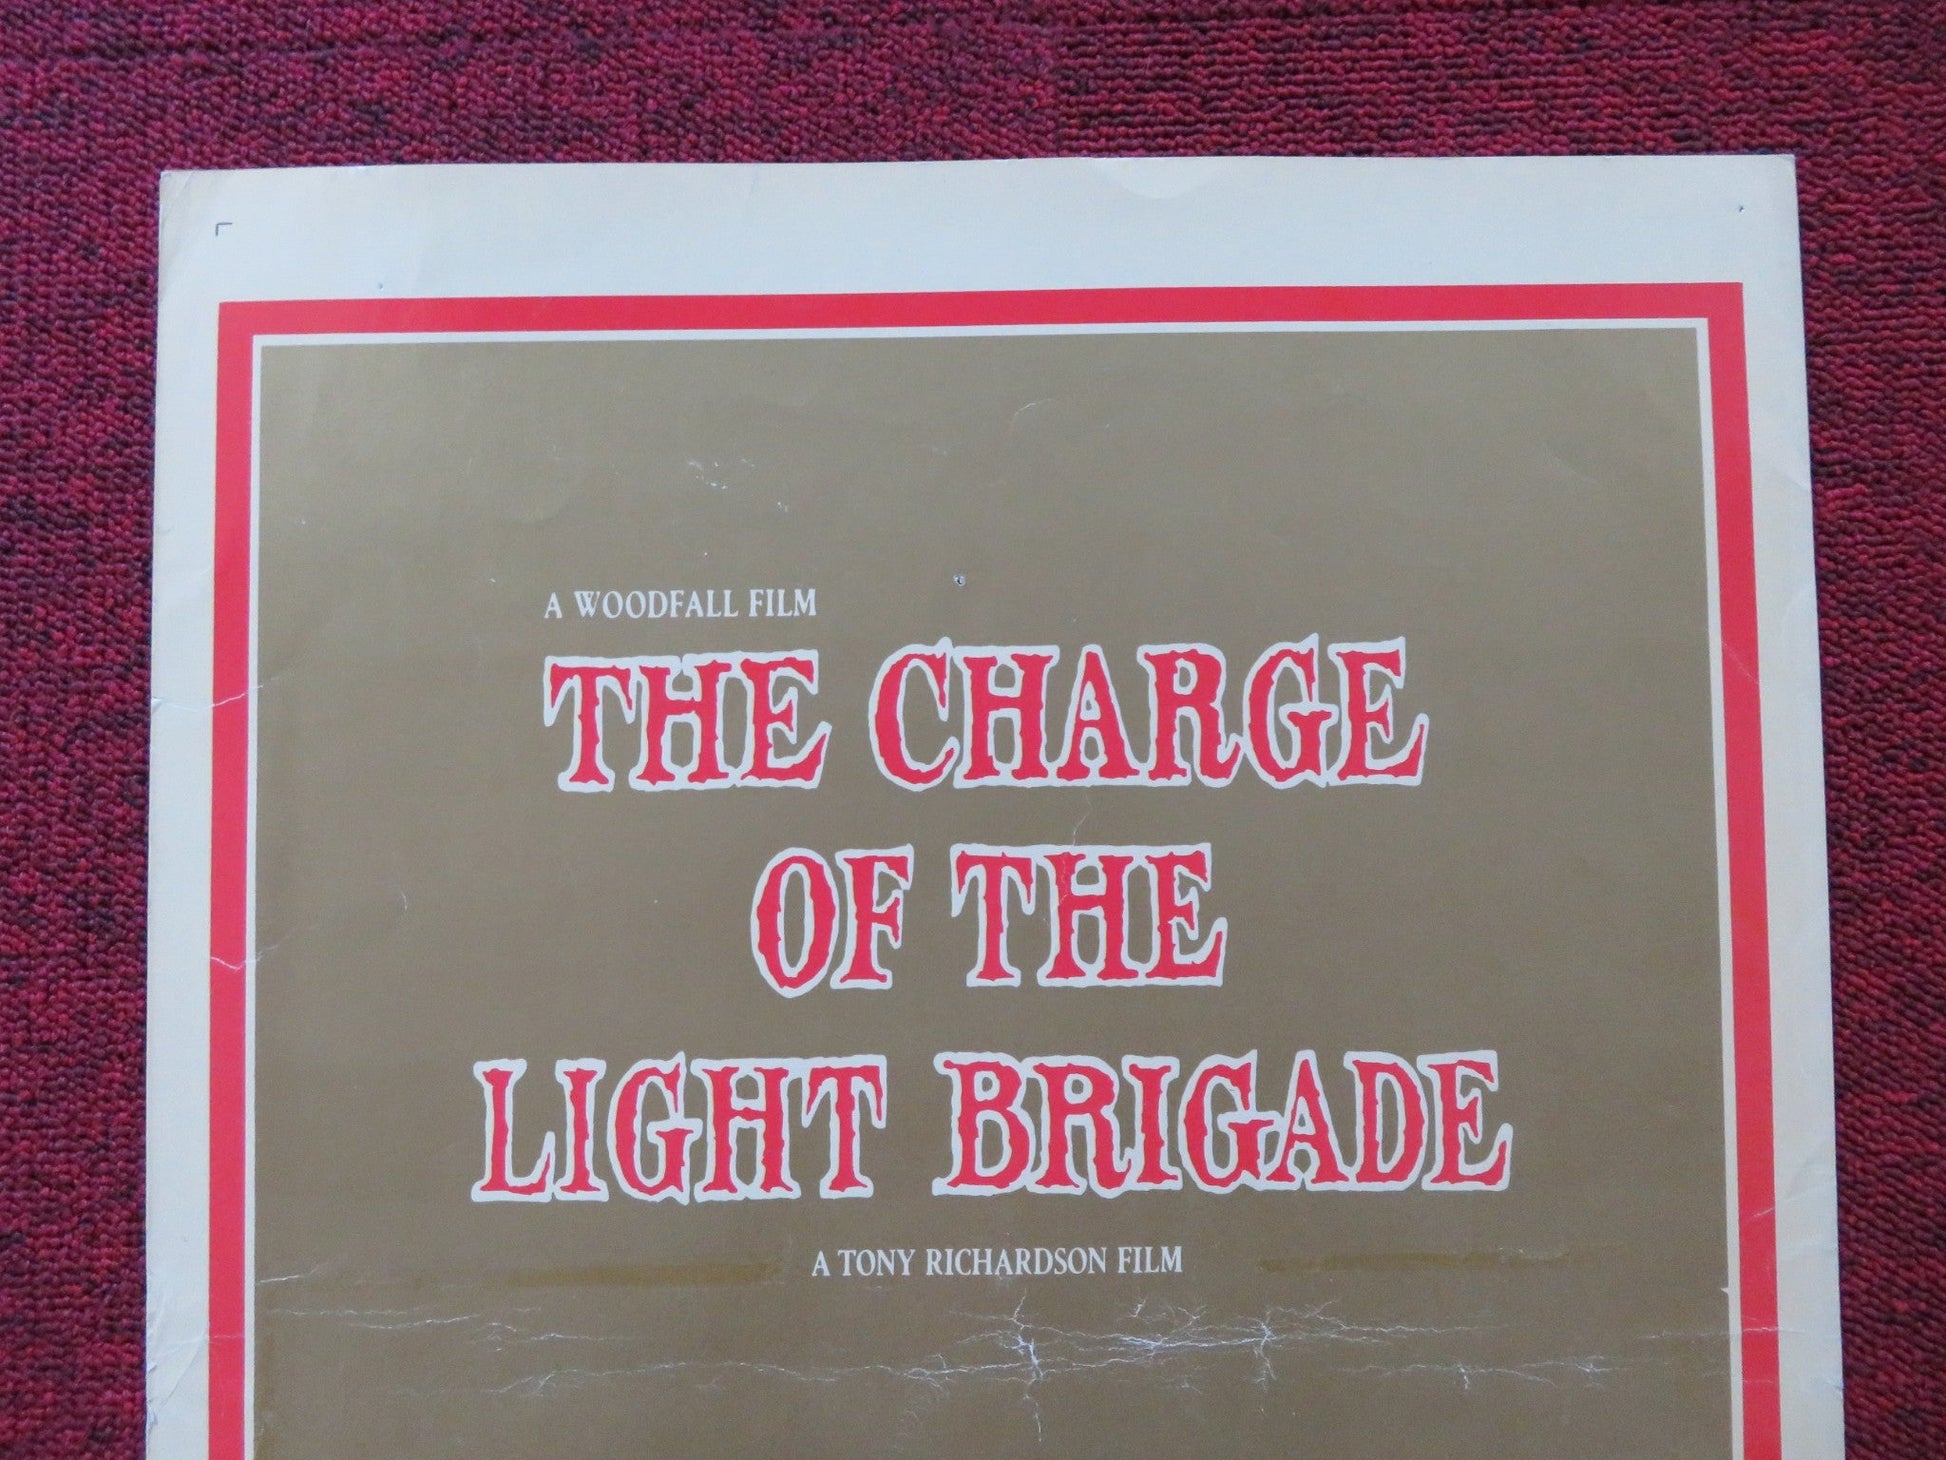 A WOODFALL FILM
THE CHARGE
OF THE
LIGHT BRIGADE
A TONY RICHARDSON FILM